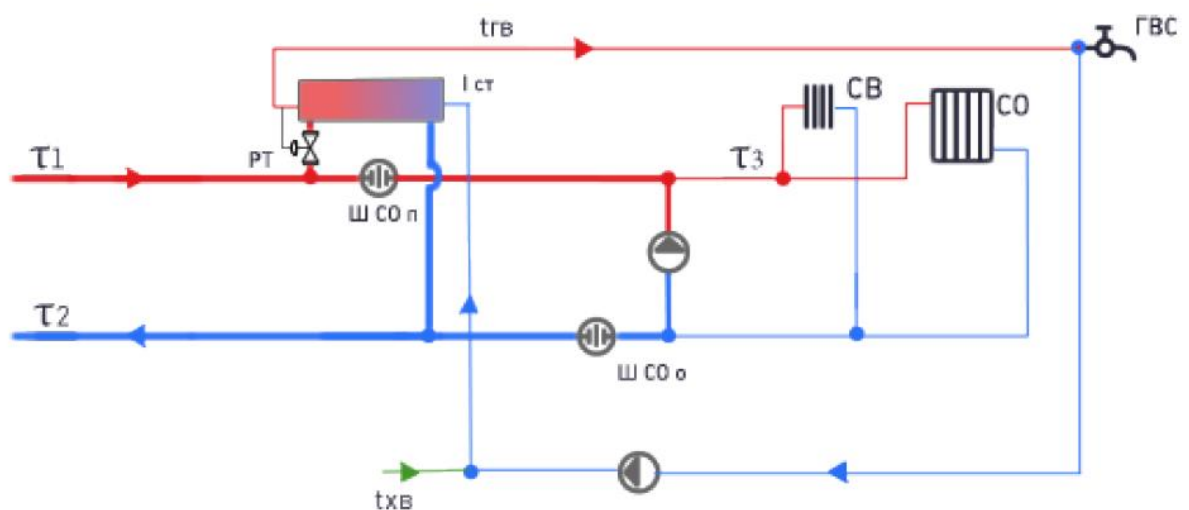 tгв
ГВС
I ст
СВ
СО
РТ
τ1
τ3
Ш СО п
τ2
Ш СО о
tхв